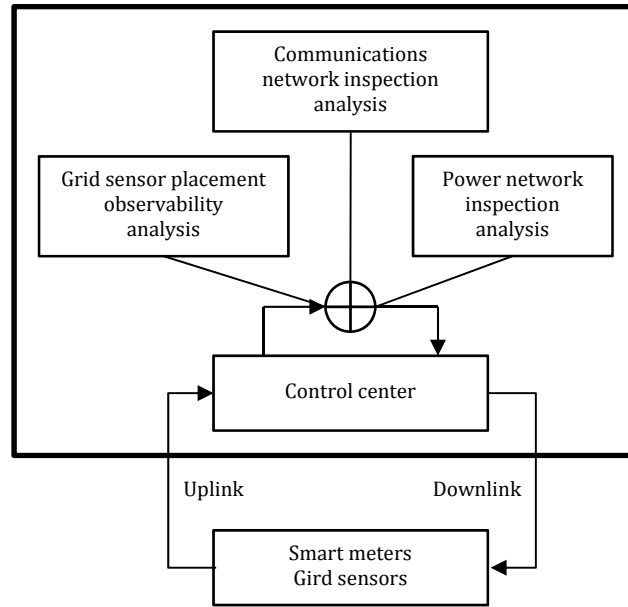 Communications
network inspection
analysis
Grid sensor placement
observability
analysis
Power network
inspection
analysis
Control center
Uplink
Downlink
Smart meters
Gird sensors